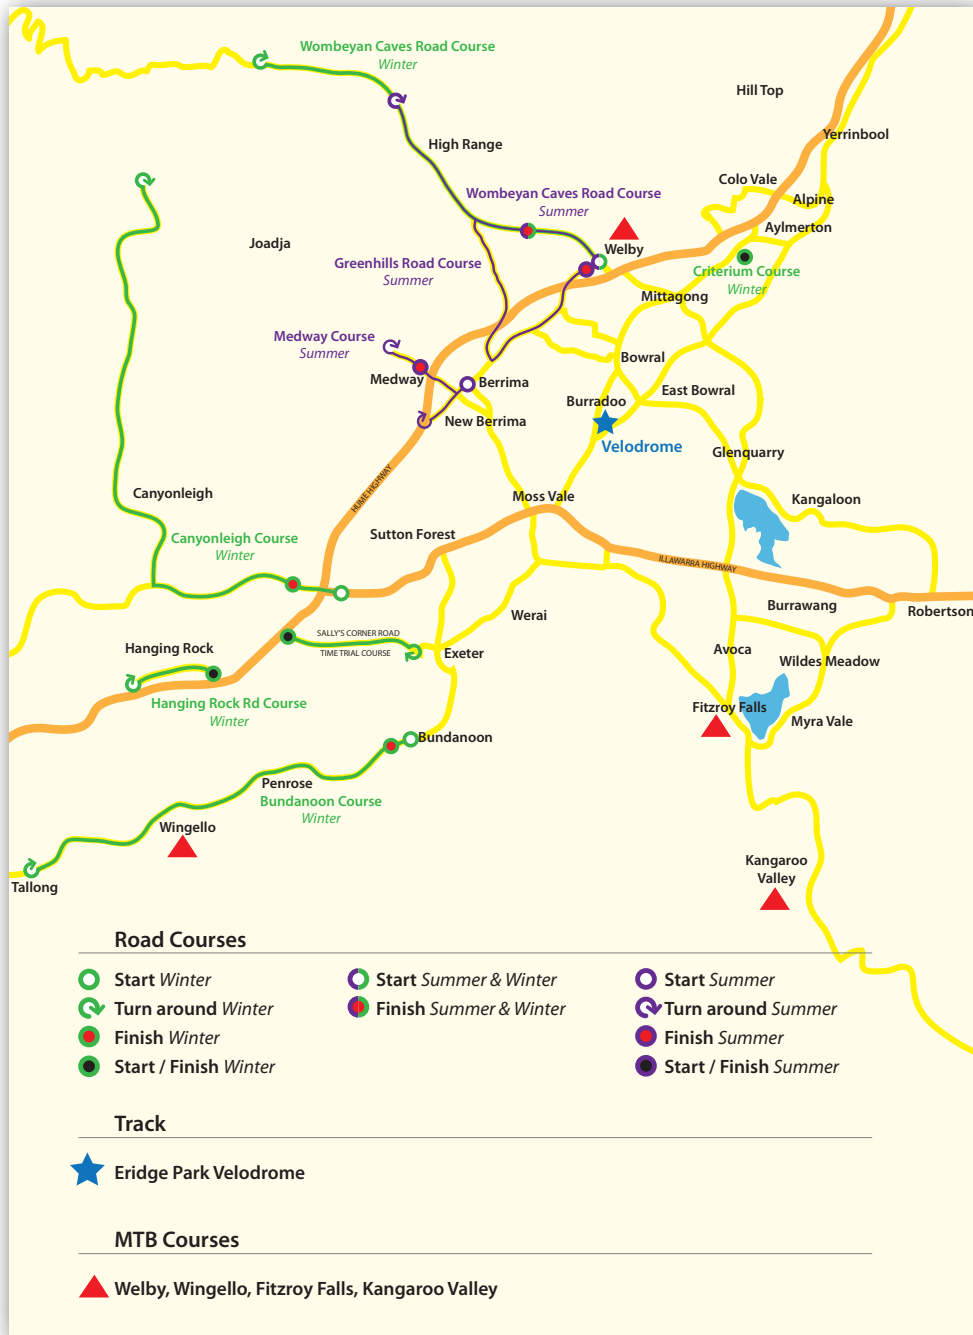 Wombeyan Caves Road Course
Winter
Hill Top
Yerrinbool
High Range
Colo Vale
Wombeyan Caves Road Course
Summer
Alpine
Aylmerton
Joadja
Welby
Greenhills Road Course
Summer
Criterium Course
Winter
Mittagong
Medway Course
Summer
Bowral
Medway
Berrima
East Bowral
Burradoo
New Berrima
Velodrome
Glenquarry
HUME HIGHWAY
Canyonleigh
Moss Vale
Kangaloon
Sutton Forest
Canyonleigh Course
Winter
ILLAWARRA HIGHWAY
Burrawang
Robertson
Werai
SALLY'S CORNER ROAD
TIME TRIAL COURSE
Hanging Rock
Exeter
Avoca
Wildes Meadow
Hanging Rock Rd Course
Winter
Fitzroy Falls
Myra Vale
Bundanoon
Penrose
Bundanoon Course
Winter
Wingello
Kangaroo
Valley
Tallong
Road Courses
Start Winter
Start Summer & Winter
Start Summer
Turn around Winter
Finish Summer & Winter
Turn around Summer
Finish Winter
Finish Summer
Start / Finish Winter
Start / Finish Summer
Track
Eridge Park Velodrome
MTB Courses
Welby, Wingello, Fitzroy Falls, Kangaroo Valley